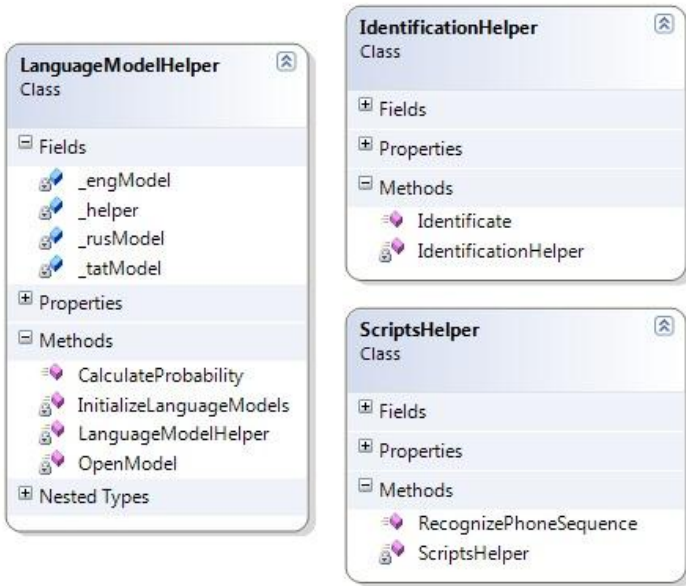 LanguageModelHelper
Class
Fields
_engModel
_helper
_rusModel
_tatModel
Properties
Methods
CalculateProbability
InitializeLanguageModels
LanguageModelHelper
OpenModel
Nested Types
IdentificationHelper
Class
Fields
Properties
Methods
Identificate
IdentificationHelper
ScriptsHelper
Class
Fields
Properties
Methods
RecognizePhoneSequence
ScriptsHelper